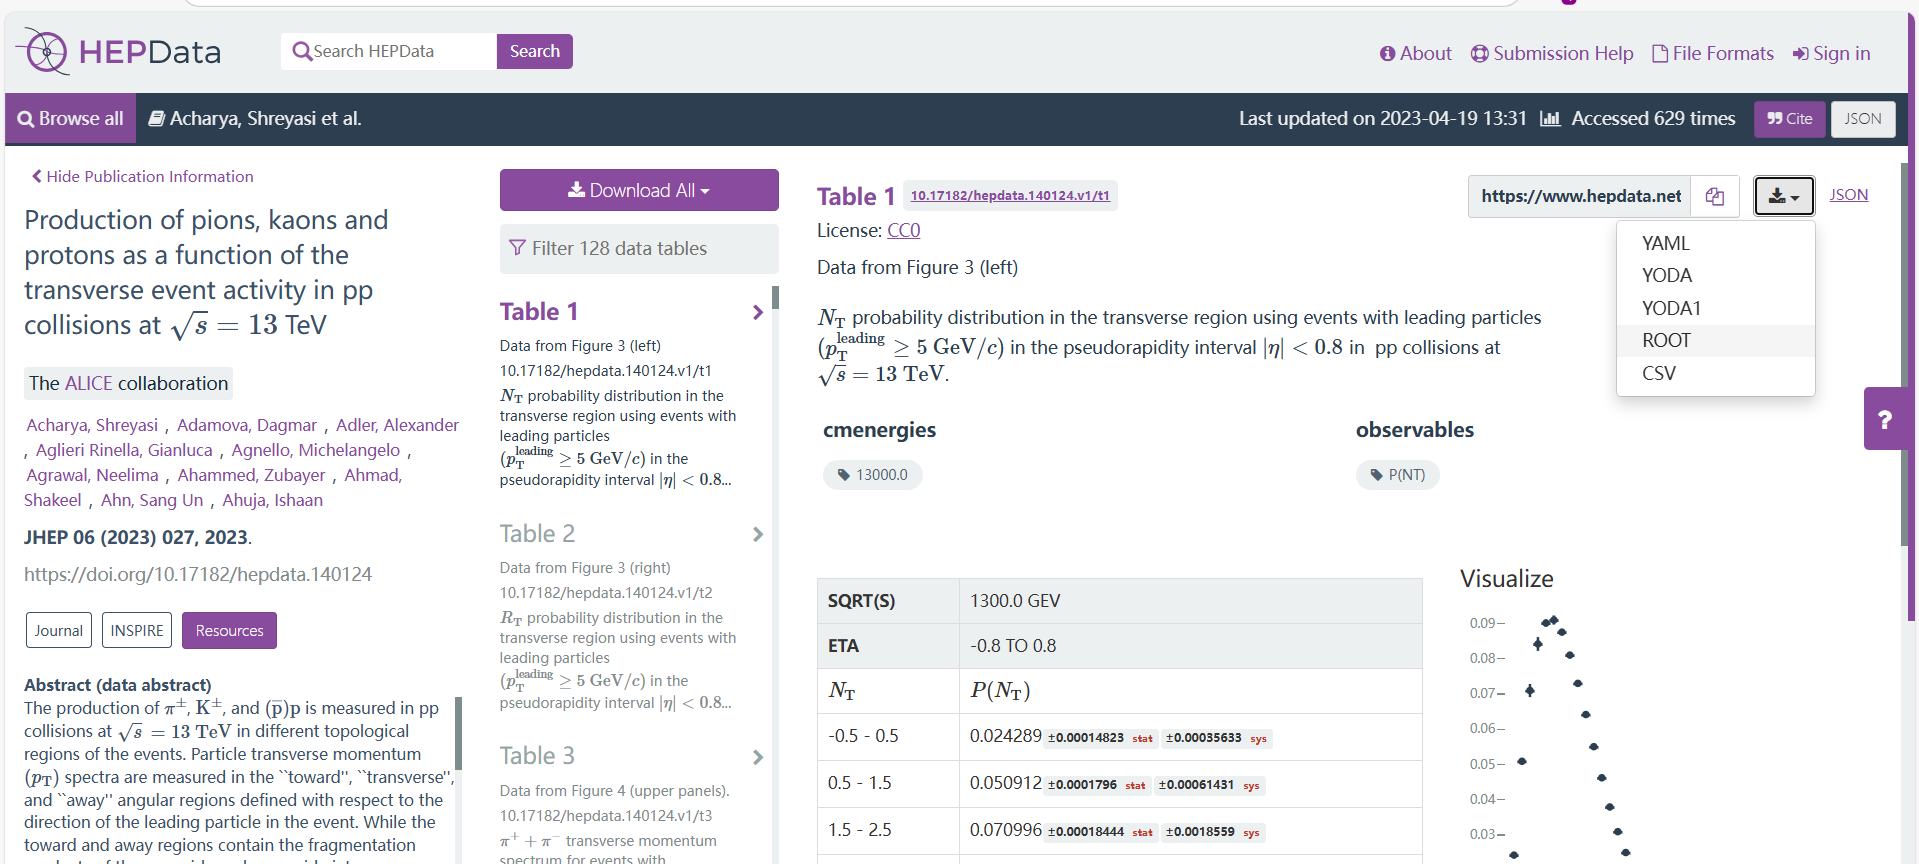 HEPData
Search HEPData
Search
About
Submission Help
File Formats
Sign in
Browse all
Acharya, Shreyasi et al.
Last updated on 2023-04-19 13:31
Accessed 629 times
Cite
JSON
Hide Publication Information
Production of pions, kaons and
protons as a function of the
transverse event activity in pp
collisions at √s = 13 TeV
The ALICE collaboration
Acharya, Shreyasi , Adamova, Dagmar , Adler, Alexander
, Aglieri Rinella, Gianluca , Agnello, Michelangelo ,
Agrawal, Neelima , Ahammed, Zubayer , Ahmad,
Shakeel , Ahn, Sang Un , Ahuja, Ishaan
JHEP 06 (2023) 027, 2023.
https://doi.org/10.17182/hepdata.140124
Journal
INSPIRE
Resources
Abstract (data abstract)
The production of π±, K±, and (p̅)p is measured in pp
collisions at √s = 13 TeV in different topological
regions of the events. Particle transverse momentum
(pT) spectra are measured in the ``toward'', ``transverse'',
and ``away'' angular regions defined with respect to the
direction of the leading particle in the event. While the
toward and away regions contain the fragmentation
Download All
Filter 128 data tables
Table 1
Data from Figure 3 (left)
10.17182/hepdata.140124.v1/t1
NT probability distribution in the
transverse region using events with
leading particles
(pTleading ≥ 5 GeV/c) in the
pseudorapidity interval |η| < 0.8...
Table 2
Data from Figure 3 (right)
10.17182/hepdata.140124.v1/t2
RT probability distribution in the
transverse region using events with
leading particles
(pTleading ≥ 5 GeV/c) in the
pseudorapidity interval |η| < 0.8...
Table 3
Data from Figure 4 (upper panels).
10.17182/hepdata.140124.v1/t3
π+ + π− transverse momentum
spectrum for events with
Table 1
10.17182/hepdata.140124.v1/t1
https://www.hepdata.net
JSON
YAML
YODA
YODA1
ROOT
CSV
License: CC0
Data from Figure 3 (left)
NT probability distribution in the transverse region using events with leading particles
(pTleading ≥ 5 GeV/c) in the pseudorapidity interval |η| < 0.8 in pp collisions at
√s = 13 TeV.
cmenergies
13000.0
observables
P(NT)
?
SQRT(S) 1300.0 GEV
ETA -0.8 TO 0.8
NT P(NT)
-0.5 - 0.5 0.024289 ±0.00014823 stat ±0.00035633 sys
0.5 - 1.5 0.050912 ±0.0001796 stat ±0.00061431 sys
1.5 - 2.5 0.070996 ±0.00018444 stat ±0.0018559 sys
Visualize
0.09
0.08
0.07
0.06
0.05
0.04
0.03